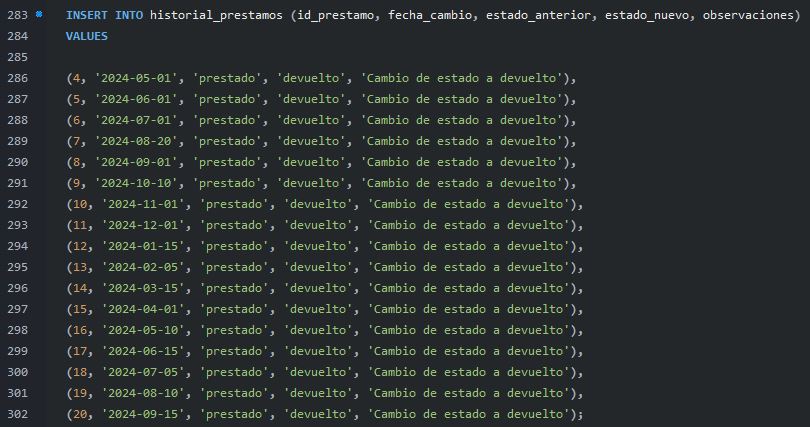 283 INSERT INTO historial_prestamos (id_prestamo, fecha_cambio, estado_anterior, estado_nuevo, observaciones)
284 VALUES
285
286 (4, '2024-05-01', 'prestado', 'devuelto', 'Cambio de estado a devuelto'),
287 (5, '2024-06-01', 'prestado', 'devuelto', 'Cambio de estado a devuelto'),
288 (6, '2024-07-01', 'prestado', 'devuelto', 'Cambio de estado a devuelto'),
289 (7, '2024-08-20', 'prestado', 'devuelto', 'Cambio de estado a devuelto'),
290 (8, '2024-09-01', 'prestado', 'devuelto', 'Cambio de estado a devuelto'),
291 (9, '2024-10-10', 'prestado', 'devuelto', 'Cambio de estado a devuelto'),
292 (10, '2024-11-01', 'prestado', 'devuelto', 'Cambio de estado a devuelto'),
293 (11, '2024-12-01', 'prestado', 'devuelto', 'Cambio de estado a devuelto'),
294 (12, '2024-01-15', 'prestado', 'devuelto', 'Cambio de estado a devuelto'),
295 (13, '2024-02-05', 'prestado', 'devuelto', 'Cambio de estado a devuelto'),
296 (14, '2024-03-15', 'prestado', 'devuelto', 'Cambio de estado a devuelto'),
297 (15, '2024-04-01', 'prestado', 'devuelto', 'Cambio de estado a devuelto'),
298 (16, '2024-05-10', 'prestado', 'devuelto', 'Cambio de estado a devuelto'),
299 (17, '2024-06-15', 'prestado', 'devuelto', 'Cambio de estado a devuelto'),
300 (18, '2024-07-05', 'prestado', 'devuelto', 'Cambio de estado a devuelto'),
301 (19, '2024-08-10', 'prestado', 'devuelto', 'Cambio de estado a devuelto'),
302 (20, '2024-09-15', 'prestado', 'devuelto', 'Cambio de estado a devuelto');